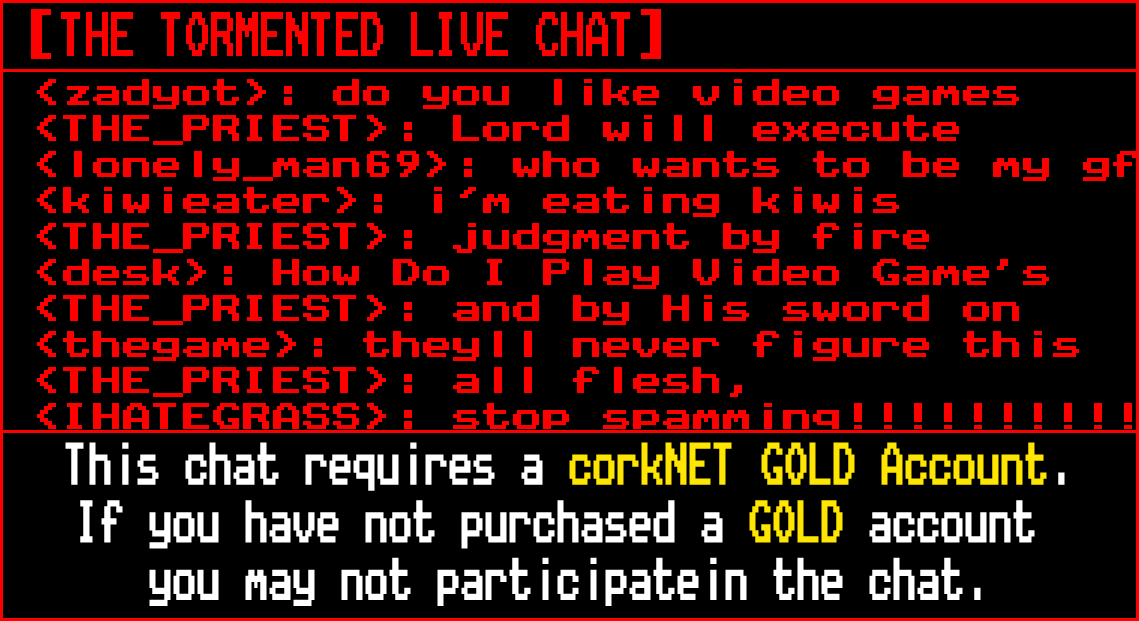 [THE TORMENTED LIVE CHAT]
<zadyot>: do you like video games
<THE_PRIEST>: Lord will execute
<lonely_man69>: who wants to be my gf
<kiwieater>: i'm eating kiwis
<THE_PRIEST>: judgment by fire
<desk>: How Do I Play Video Game's
<THE_PRIEST>: and by His sword on
<thegame>: theyll never figure this
<THE_PRIEST>: all flesh,
<IHATEGRASS>: stop spamming!!!!!!!!!!
This chat requires a corkNET GOLD Account.
If you have not purchased a GOLD account
you may not participatein the chat.